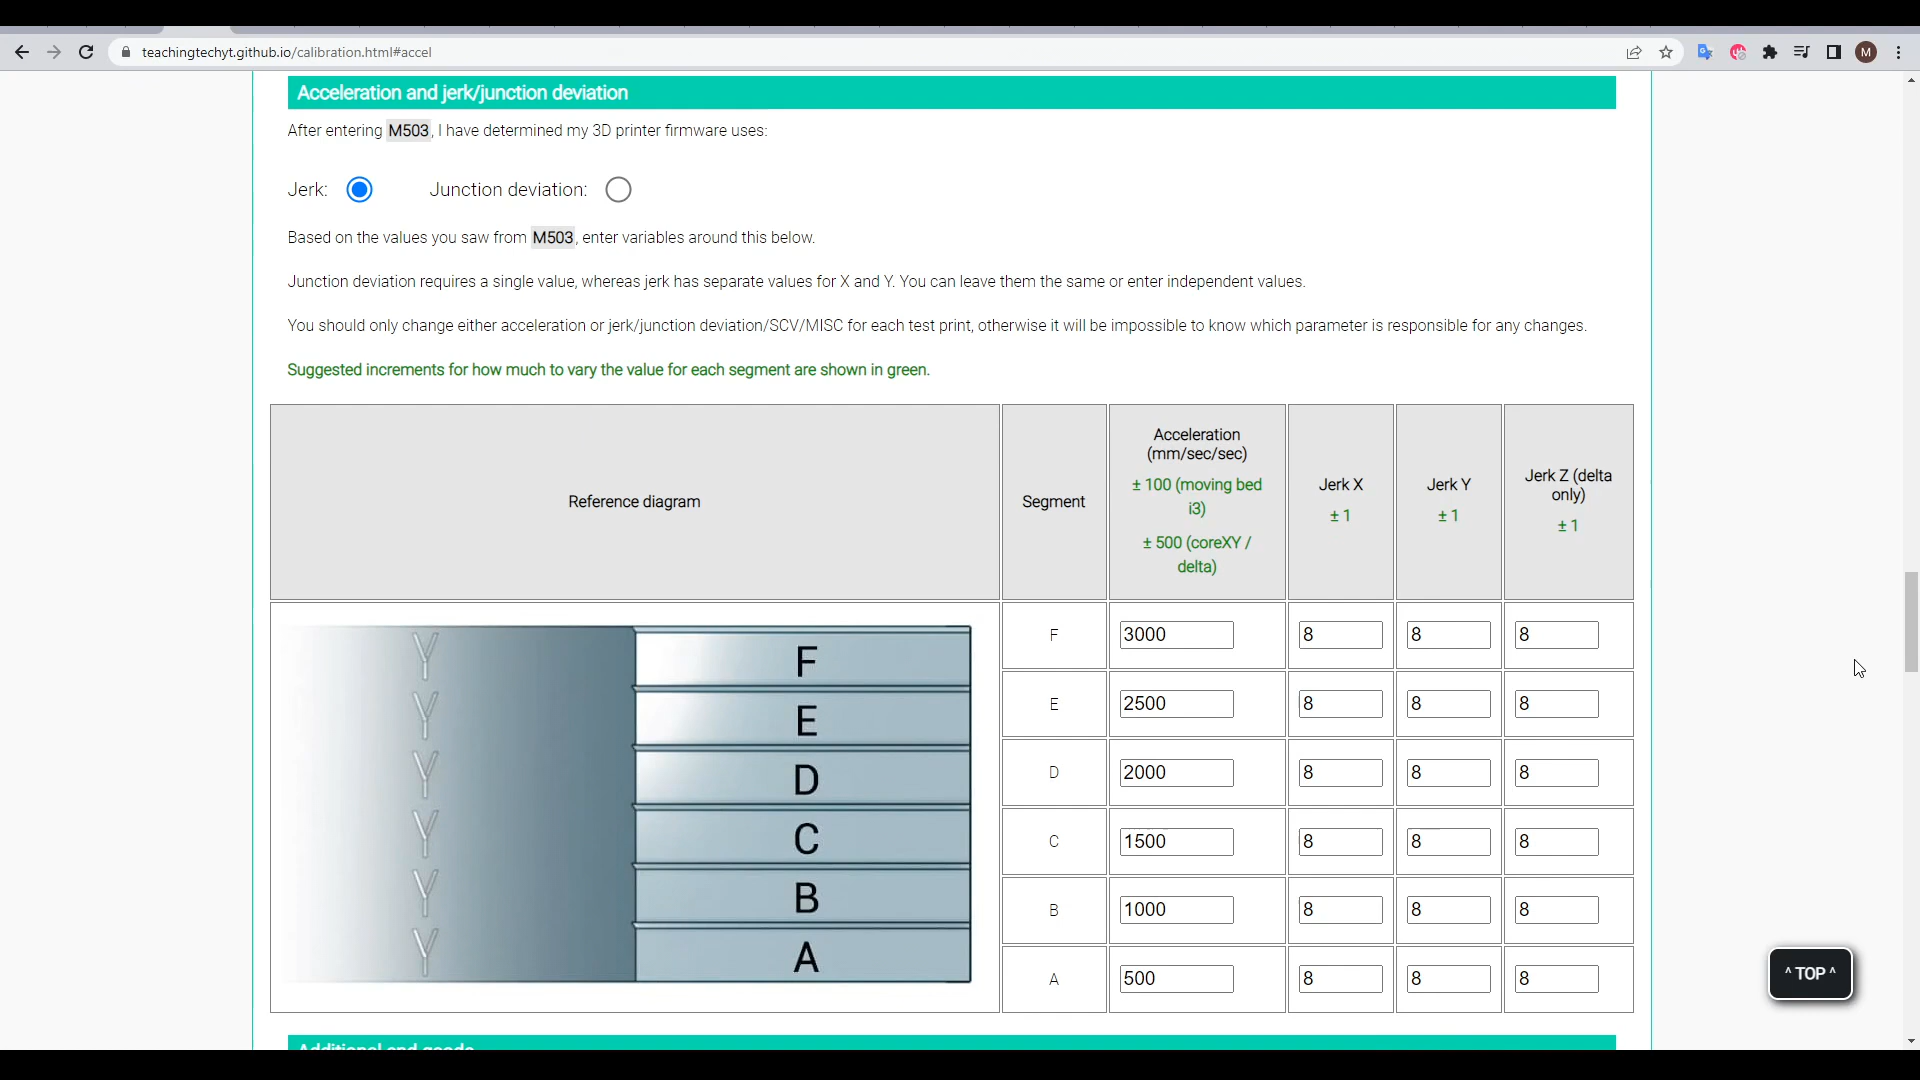 teachingtechyt.github.io/calibration.html#accel
M
Acceleration and jerk/junction deviation
After entering M503, I have determined my 3D printer firmware uses:
Jerk:
Junction deviation:
Based on the values you saw from M503, enter variables around this below.
Junction deviation requires a single value, whereas jerk has separate values for X and Y. You can leave them the same or enter independent values.
You should only change either acceleration or jerk/junction deviation/SCV/MISC for each test print, otherwise it will be impossible to know which parameter is responsible for any changes.
Suggested increments for how much to vary the value for each segment are shown in green.
Reference diagram
Segment
Acceleration
(mm/sec/sec)
± 100 (moving bed
i3)
± 500 (coreXY /
delta)
Jerk X
± 1
Jerk Y
± 1
Jerk Z (delta
only)
± 1
Y F
Y E
Y D
Y C
Y B
Y A
F 3000 8 8 8
E 2500 8 8 8
D 2000 8 8 8
C 1500 8 8 8
B 1000 8 8 8
A 500 8 8 8
^ TOP ^